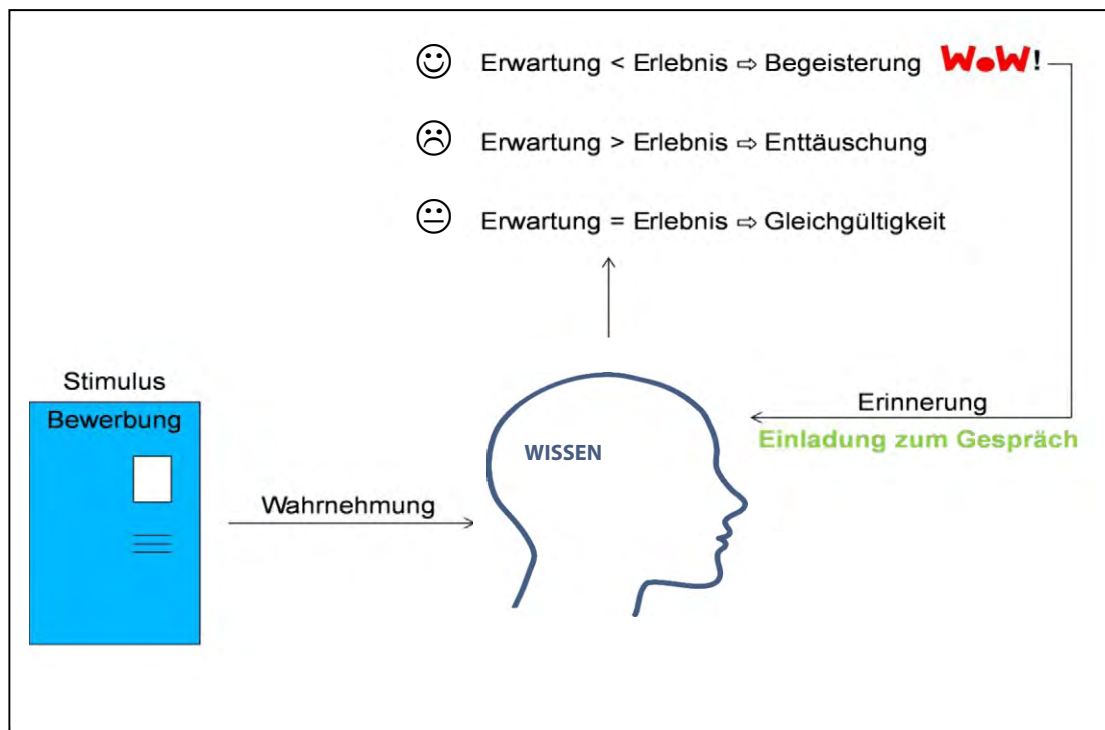 Erwartung < Erlebnis ⇨ Begeisterung WoW!
Erwartung > Erlebnis ⇨ Enttäuschung
Erwartung = Erlebnis ⇨ Gleichgültigkeit
Stimulus
Bewerbung
Wahrnehmung
WISSEN
Erinnerung
Einladung zum Gespräch